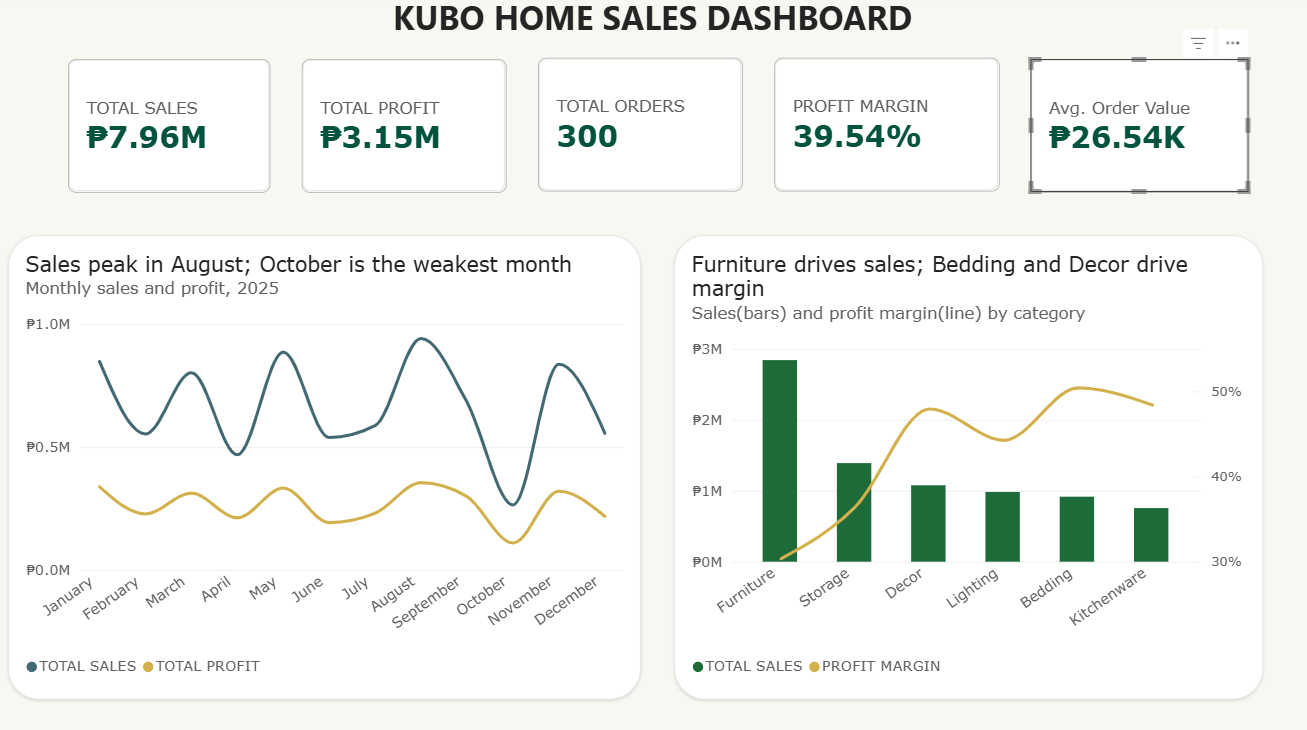 KUBO HOME SALES DASHBOARD
TOTAL SALES
₱7.96M
TOTAL PROFIT
₱3.15M
TOTAL ORDERS
300
PROFIT MARGIN
39.54%
Avg. Order Value
₱26.54K
Sales peak in August; October is the weakest month
Monthly sales and profit, 2025
₱1.0M
₱0.5M
₱0.0M
January
February
March
April
May
June
July
August
September
October
November
December
TOTAL SALES
TOTAL PROFIT
Furniture drives sales; Bedding and Decor drive
margin
Sales(bars) and profit margin(line) by category
₱3M
₱2M
₱1M
₱0M
50%
40%
30%
Furniture
Storage
Decor
Lighting
Bedding
Kitchenware
TOTAL SALES
PROFIT MARGIN